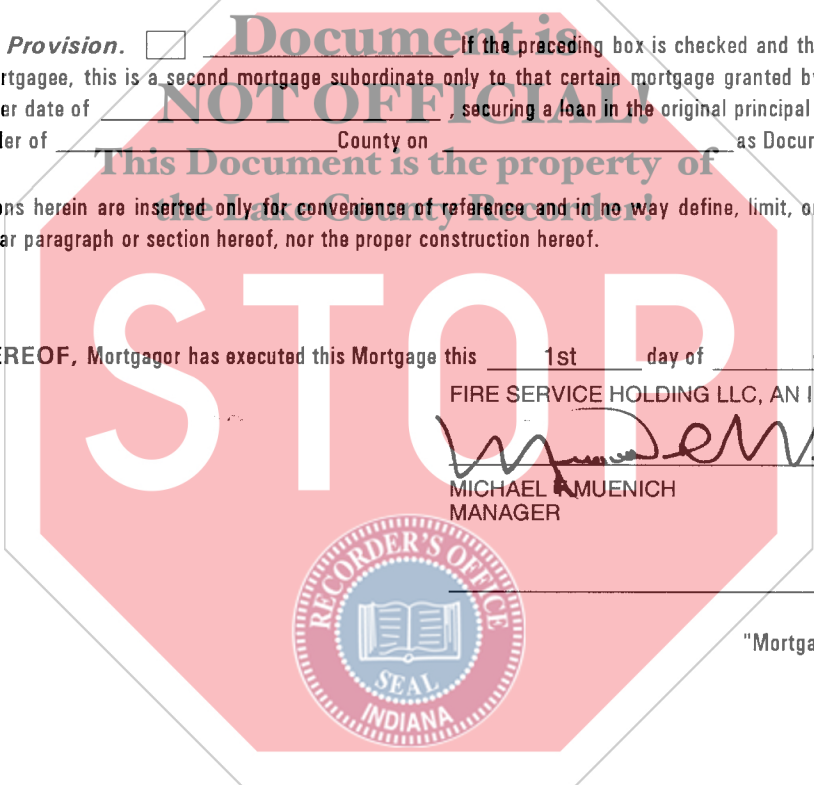 Provision. If the preceding box is checked and th
rtgagee, this is a second mortgage subordinate only to that certain mortgage granted by
er date of , securing a loan in the original principal
ler of County on as Docum
ons herein are inserted only for convenience of reference and in no way define, limit, or
ar paragraph or section hereof, nor the proper construction hereof.
Document is
NOT OFFICIAL!
This Document is the property of
the Lake County Recorder!
STOP
EREOF, Mortgagor has executed this Mortgage this 1st day of
FIRE SERVICE HOLDING LLC, AN I
MICHAEL MUENICH
MANAGER
"Mortga
RECORDER'S OFFICE
SEAL
INDIANA